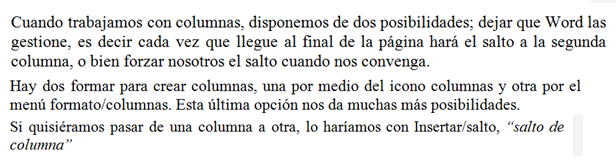 Cuando trabajamos con columnas, disponemos de dos posibilidades; dejar que Word las
gestione, es decir cada vez que llegue al final de la página hará el salto a la segunda
columna, o bien forzar nosotros el salto cuando nos convenga.
Hay dos formar para crear columnas, una por medio del icono columnas y otra por el
menú formato/columnas. Esta última opción nos da muchas más posibilidades.
Si quisiéramos pasar de una columna a otra, lo haríamos con Insertar/salto, “salto de
columna”